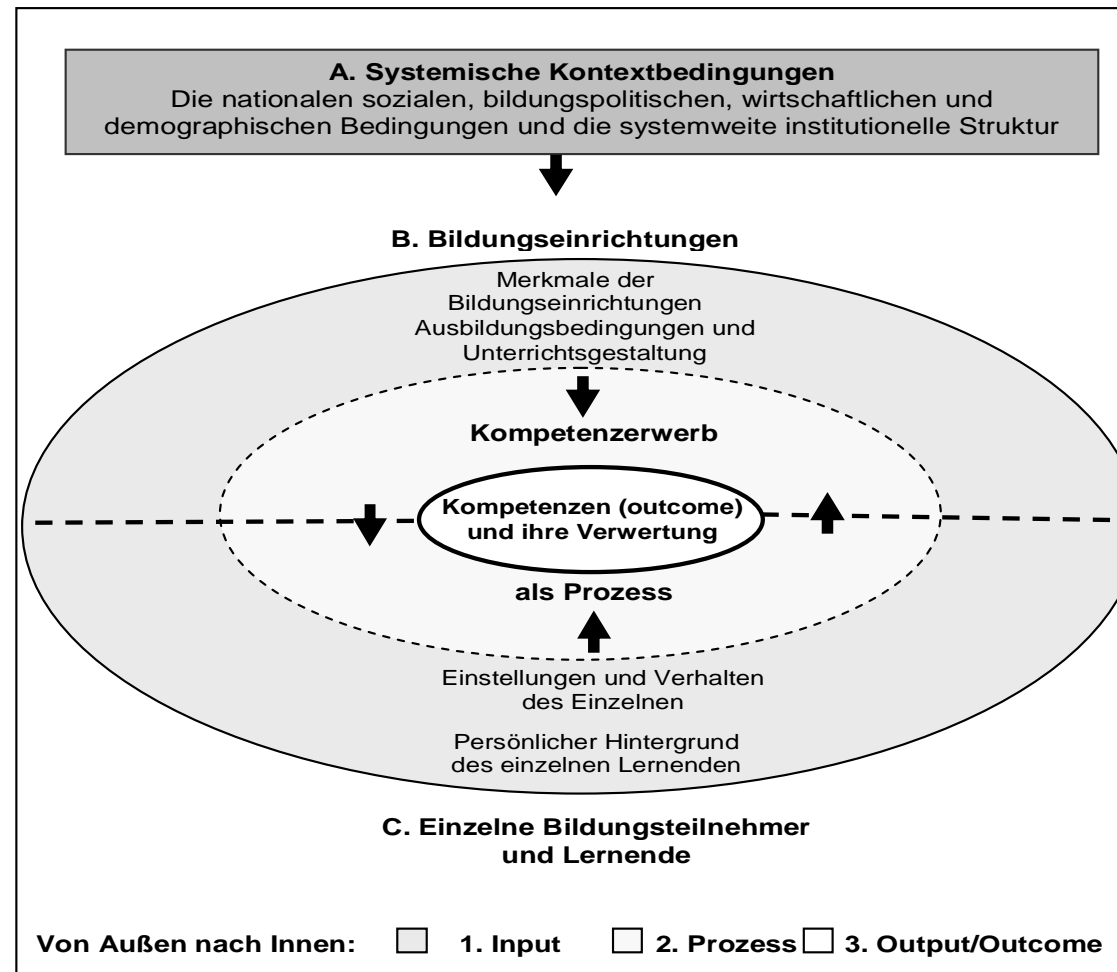 A. Systemische Kontextbedingungen
Die nationalen sozialen, bildungspolitischen, wirtschaftlichen und
demographischen Bedingungen und die systemweite institutionelle Struktur
B. Bildungseinrichtungen
Merkmale der
Bildungseinrichtungen
Ausbildungsbedingungen und
Unterrichtsgestaltung
Kompetenzerwerb
Kompetenzen (outcome)
und ihre Verwertung
als Prozess
Einstellungen und Verhalten
des Einzelnen
Persönlicher Hintergrund
des einzelnen Lernenden
C. Einzelne Bildungsteilnehmer
und Lernende
Von Außen nach Innen: 1. Input 2. Prozess 3. Output/Outcome